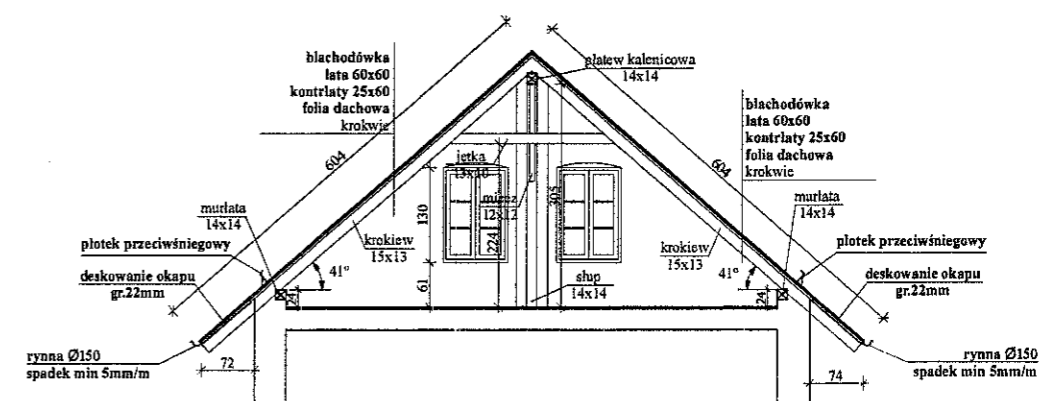 blachodówka
łata 60x60
kontrłaty 25x60
folia dachowa
krokwie
płatew kalenicowa
14x14
blachodówka
łata 60x60
kontrłaty 25x60
folia dachowa
krokwie
604
604
jętka
13x10
miecz
12x12
305
130
224
61
murłata
14x14
murłata
14x14
płotek przeciwśniegowy
płotek przeciwśniegowy
krokiew
15x13
krokiew
15x13
41°
41°
deskowanie okapu
gr.22mm
deskowanie okapu
gr.22mm
słup
14x14
24
24
rynna Ø150
spadek min 5mm/m
72
74
rynna Ø150
spadek min 5mm/m